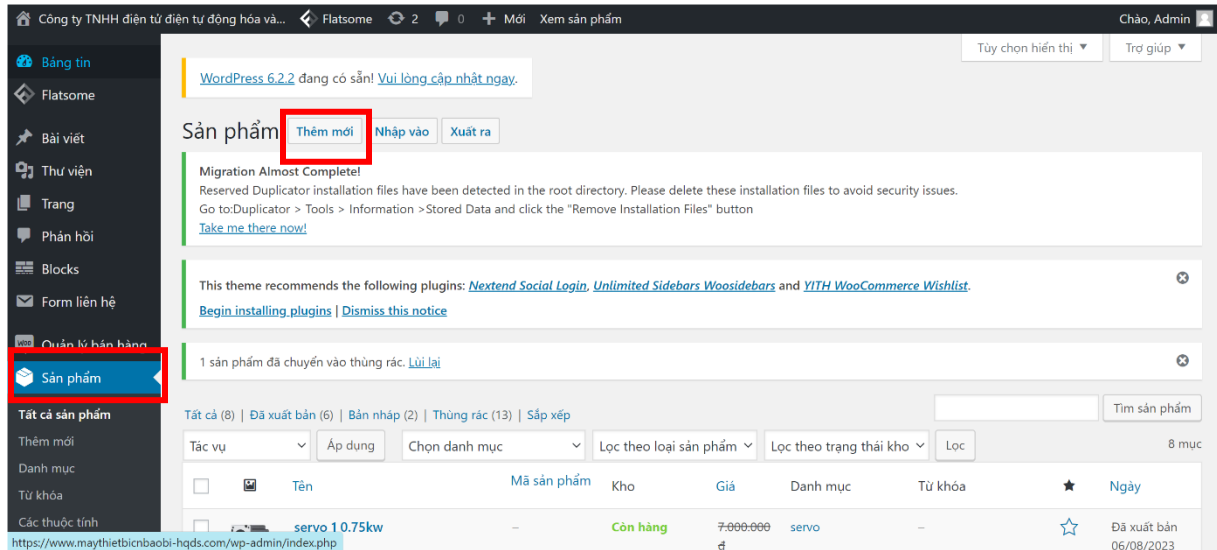 Công ty TNHH điện tử điện tự động hóa và... Flatsome 2 0 Mới Xem sản phẩm Chào, Admin
Tùy chọn hiển thị Trợ giúp
Bảng tin
Flatsome
Bài viết
Thư viện
Trang
Phản hồi
Blocks
Form liên hệ
Quản lý bán hàng
Sản phẩm
Tất cả sản phẩm
Thêm mới
Danh mục
Từ khóa
Các thuộc tính
https://www.maythietbicnbaobi-hqds.com/wp-admin/index.php
WordPress 6.2.2 đang có sẵn! Vui lòng cập nhật ngay.
Sản phẩm Thêm mới Nhập vào Xuất ra
Migration Almost Complete!
Reserved Duplicator installation files have been detected in the root directory. Please delete these installation files to avoid security issues.
Go to:Duplicator > Tools > Information >Stored Data and click the "Remove Installation Files" button
Take me there now!
This theme recommends the following plugins: Nextend Social Login, Unlimited Sidebars Woosidebars and YITH WooCommerce Wishlist.
Begin installing plugins | Dismiss this notice
1 sản phẩm đã chuyển vào thùng rác. Lùi lại
Tất cả (8) | Đã xuất bản (6) | Bản nháp (2) | Thùng rác (13) | Sắp xếp Tìm sản phẩm
Tác vụ Áp dụng Chọn danh mục Lọc theo loại sản phẩm Lọc theo trạng thái kho Lọc 8 mục
Tên Mã sản phẩm Kho Giá Danh mục Từ khóa Ngày
servo 1 0.75kw – Còn hàng 7.000.000 servo – Đã xuất bản
₫ 06/08/2023